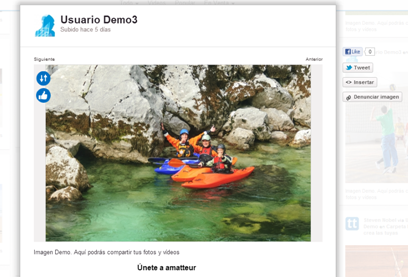 Usuario Demo3
Subido hace 5 días
Siguiente
Anterior
Like
0
Tweet
<> Insertar
Denunciar imagen
Imagen Demo. Aquí podrás compartir tus fotos y vídeos
Únete a amatteur